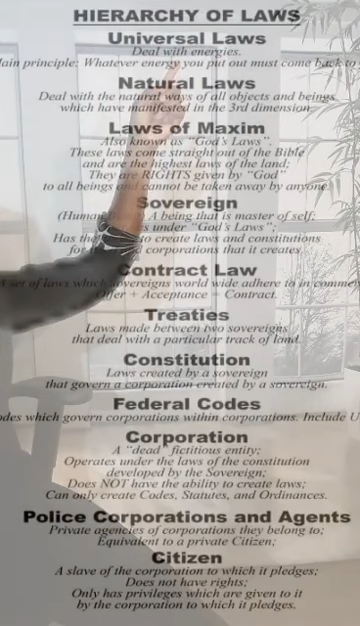 HIERARCHY OF LAWS
Universal Laws
Deal with energies.
ain principle: Whatever energy you put out must come back to
Natural Laws
Deal with the natural ways of all objects and beings
which have manifested in the 3rd dimension
Laws of Maxim
Also known as "God's Laws".
These laws come straight out of the Bible
and are the highest laws of the land;
They are RIGHTS given by "God"
to all beings and cannot be taken away by anyone.
Sovereign
(Human A being that is master of self;
is under "God's Laws";
Has the to create laws and constitutions
for corporations that it creates.
Contract Law
set of laws which sovereigns world wide adhere to in commer
Offer + Acceptance = Contract.
Treaties
Laws made between two sovereigns
that deal with a particular track of land.
Constitution
Laws created by a sovereign
that govern a corporation created by a sovereign.
Federal Codes
odes which govern corporations within corporations. Include U
Corporation
A "dead" fictitious entity;
Operates under the laws of the constitution
developed by the Sovereign;
Does NOT have the ability to create laws;
Can only create Codes, Statutes, and Ordinances.
Police Corporations and Agents
Private agencies of corporations they belong to;
Equivalent to a private Citizen;
Citizen
A slave of the corporation to which it pledges;
Does not have rights;
Only has privileges which are given to it
by the corporation to which it pledges.